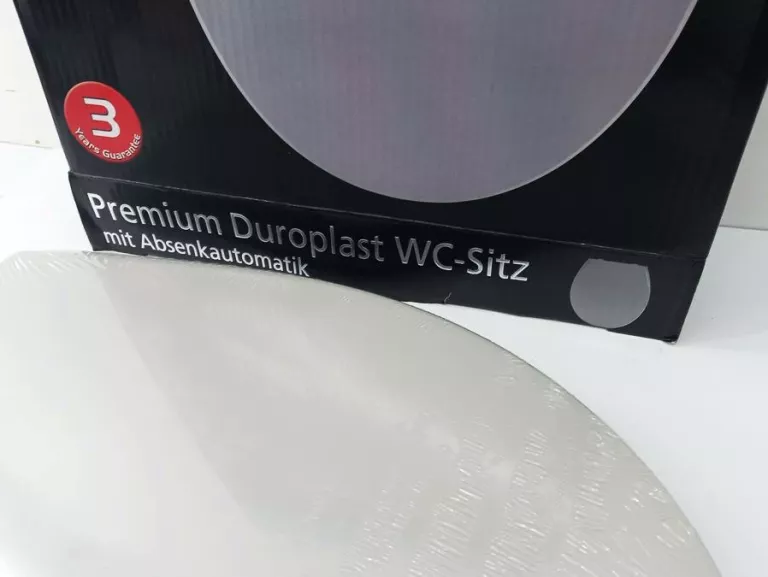 3
Years Guarantee
Premium Duroplast WC-Sitz
mit Absenkautomatik